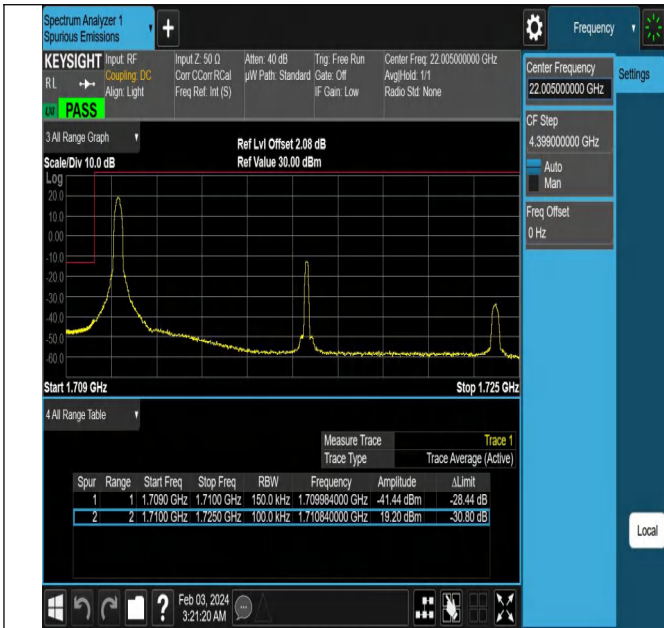 Spectrum Analyzer 1
Spurious Emissions
Frequency
KEYSIGHT
RL
PASS
Input: RF
Coupling: DC
Align: Light
Input Z: 50 Ω
Corr CCorr RCal
Freq Ref: Int (S)
Atten: 40 dB
µW Path: Standard
Trig: Free Run
Gate: Off
IF Gain: Low
Center Freq: 22.005000000 GHz
Avg|Hold: 1/1
Radio Std: None
Center Frequency
22.005000000 GHz
Settings
CF Step
4.399000000 GHz
Auto
Man
Freq Offset
0 Hz
3 All Range Graph
Scale/Div 10.0 dB
Ref Lvl Offset 2.08 dB
Ref Value 30.00 dBm
Log
20.0
10.0
0.00
-10.0
-20.0
-30.0
-40.0
-50.0
-60.0
Start 1.709 GHz
Stop 1.725 GHz
4 All Range Table
Measure Trace Trace 1
Trace Type Trace Average (Active)
Spur Range Start Freq Stop Freq RBW Frequency Amplitude ΔLimit
1 1 1.7090 GHz 1.7100 GHz 150.0 kHz 1.709984000 GHz -41.44 dBm -28.44 dB
2 2 1.7100 GHz 1.7250 GHz 100.0 kHz 1.710840000 GHz 19.20 dBm -30.80 dB
Local
Feb 03, 2024
3:21:20 AM